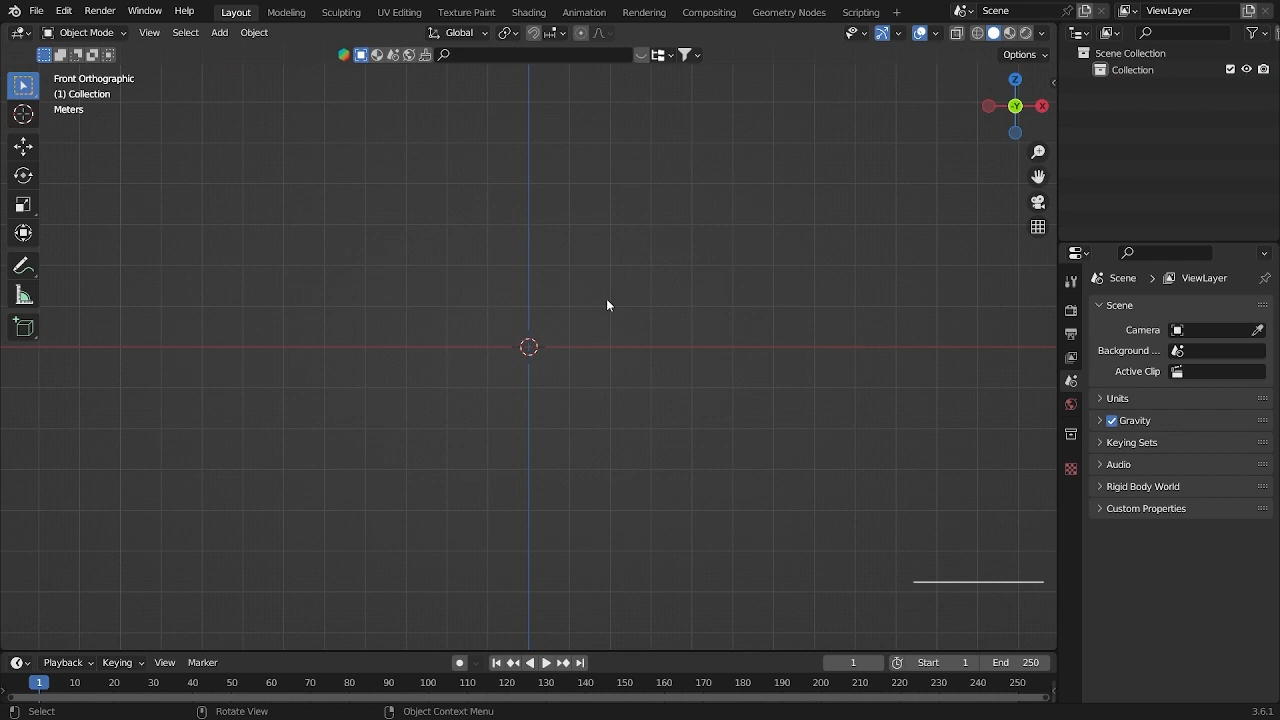 File Edit Render Window Help Layout Modeling Sculpting UV Editing Texture Paint Shading Animation Rendering Compositing Geometry Nodes Scripting + Scene ViewLayer
Object Mode View Select Add Object Global
Options
Front Orthographic
(1) Collection
Meters
Z
-Y
X
Scene Collection
Collection
Scene ViewLayer
Scene
Camera
Background ...
Active Clip
Units
Gravity
Keying Sets
Audio
Rigid Body World
Custom Properties
Playback Keying View Marker 1 Start 1 End 250
1 10 20 30 40 50 60 70 80 90 100 110 120 130 140 150 160 170 180 190 200 210 220 230 240 250
Select Rotate View Object Context Menu 3.6.1